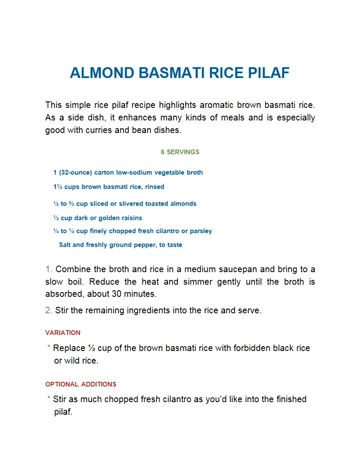 ALMOND BASMATI RICE PILAF
This simple rice pilaf recipe highlights aromatic brown basmati rice.
As a side dish, it enhances many kinds of meals and is especially
good with curries and bean dishes.
6 SERVINGS
1 (32-ounce) carton low-sodium vegetable broth
1½ cups brown basmati rice, rinsed
½ to ⅔ cup sliced or slivered toasted almonds
½ cup dark or golden raisins
¼ to ½ cup finely chopped fresh cilantro or parsley
Salt and freshly ground pepper, to taste
1. Combine the broth and rice in a medium saucepan and bring to a
slow boil. Reduce the heat and simmer gently until the broth is
absorbed, about 30 minutes.
2. Stir the remaining ingredients into the rice and serve.
VARIATION
* Replace ½ cup of the brown basmati rice with forbidden black rice
or wild rice.
OPTIONAL ADDITIONS
* Stir as much chopped fresh cilantro as you’d like into the finished
pilaf.